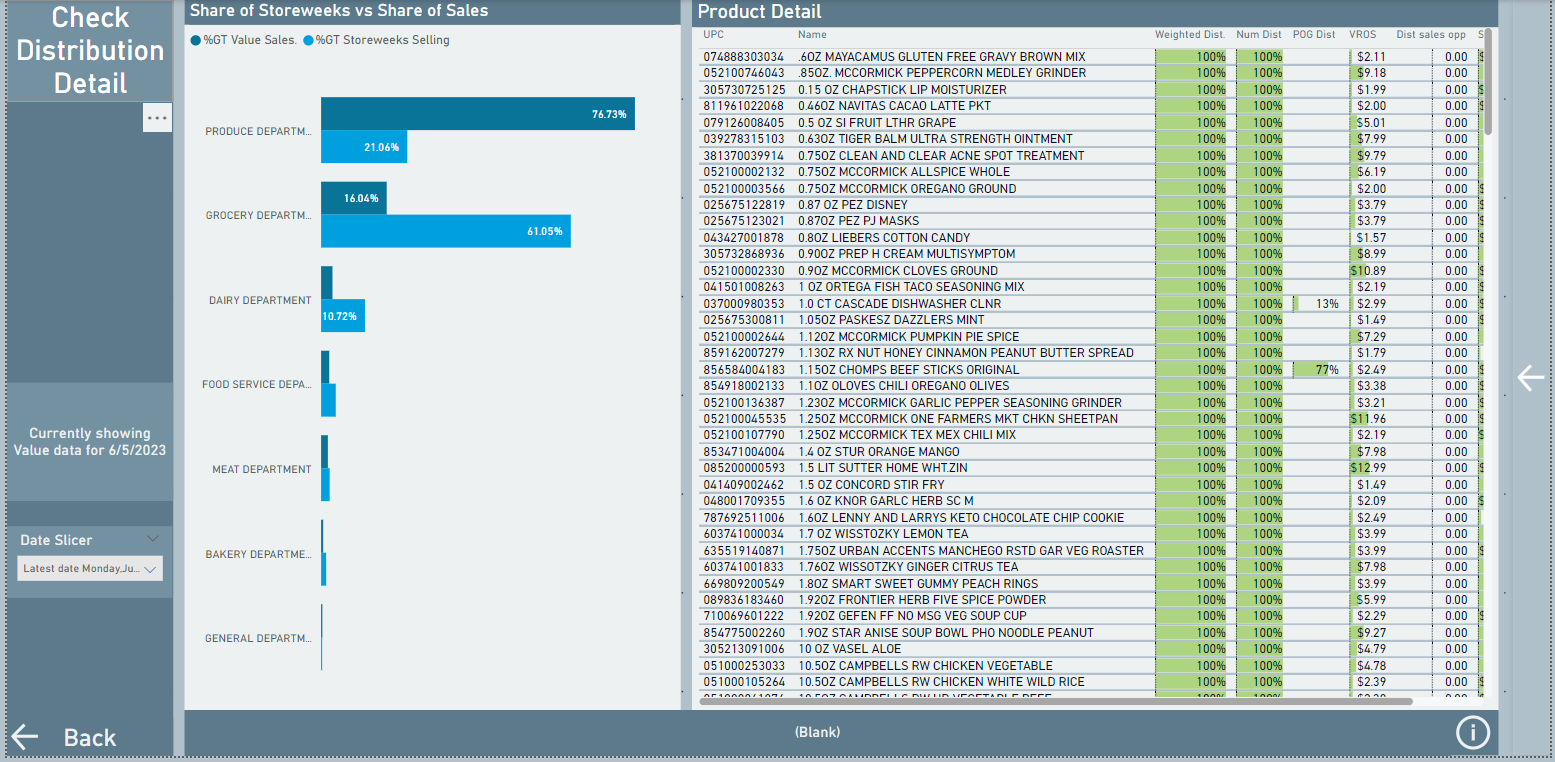 Check
Distribution
Detail
Currently showing
Value data for 6/5/2023
Date Slicer
Latest date Monday,Ju...
Back
Share of Storeweeks vs Share of Sales
%GT Value Sales. %GT Storeweeks Selling
PRODUCE DEPARTM... 76.73% 21.06%
GROCERY DEPARTM... 16.04% 61.05%
DAIRY DEPARTMENT 10.72%
FOOD SERVICE DEPA...
MEAT DEPARTMENT
BAKERY DEPARTME...
GENERAL DEPARTM...
Product Detail
UPC Name Weighted Dist. Num Dist POG Dist VROS Dist sales opp S
074888303034 .6OZ MAYACAMUS GLUTEN FREE GRAVY BROWN MIX 100% 100% $2.11 0.00
052100746043 .85OZ. MCCORMICK PEPPERCORN MEDLEY GRINDER 100% 100% $9.18 0.00
305730725125 0.15 OZ CHAPSTICK LIP MOISTURIZER 100% 100% $1.99 0.00
811961022068 0.46OZ NAVITAS CACAO LATTE PKT 100% 100% $2.00 0.00
079126008405 0.5 OZ SI FRUIT LTHR GRAPE 100% 100% $5.01 0.00
039278315103 0.63OZ TIGER BALM ULTRA STRENGTH OINTMENT 100% 100% $7.99 0.00
381370039914 0.75OZ CLEAN AND CLEAR ACNE SPOT TREATMENT 100% 100% $9.79 0.00
052100002132 0.75OZ MCCORMICK ALLSPICE WHOLE 100% 100% $6.19 0.00
052100003566 0.75OZ MCCORMICK OREGANO GROUND 100% 100% $2.00 0.00
025675122819 0.87 OZ PEZ DISNEY 100% 100% $3.79 0.00
025675123021 0.87OZ PEZ PJ MASKS 100% 100% $3.79 0.00
043427001878 0.8OZ LIEBERS COTTON CANDY 100% 100% $1.57 0.00
305732868936 0.90OZ PREP H CREAM MULTISYMPTOM 100% 100% $8.99 0.00
052100002330 0.9OZ MCCORMICK CLOVES GROUND 100% 100% $10.89 0.00
041501008263 1 OZ ORTEGA FISH TACO SEASONING MIX 100% 100% $2.19 0.00
037000980353 1.0 CT CASCADE DISHWASHER CLNR 100% 100% 13% $2.99 0.00
025675300811 1.05OZ PASKESZ DAZZLERS MINT 100% 100% $1.49 0.00
052100002644 1.12OZ MCCORMICK PUMPKIN PIE SPICE 100% 100% $7.29 0.00
859162007279 1.13OZ RX NUT HONEY CINNAMON PEANUT BUTTER SPREAD 100% 100% $1.79 0.00
856584004183 1.15OZ CHOMPS BEEF STICKS ORIGINAL 100% 100% 77% $2.49 0.00
854918002133 1.1OZ OLOVES CHILI OREGANO OLIVES 100% 100% $3.38 0.00
052100136387 1.23OZ MCCORMICK GARLIC PEPPER SEASONING GRINDER 100% 100% $3.21 0.00
052100045535 1.25OZ MCCORMICK ONE FARMERS MKT CHKN SHEETPAN 100% 100% $11.96 0.00
052100107790 1.25OZ MCCORMICK TEX MEX CHILI MIX 100% 100% $2.19 0.00
853471004004 1.4 OZ STUR ORANGE MANGO 100% 100% $7.98 0.00
085200000593 1.5 LIT SUTTER HOME WHT.ZIN 100% 100% $12.99 0.00
041409002462 1.5 OZ CONCORD STIR FRY 100% 100% $1.49 0.00
048001709355 1.6 OZ KNOR GARLC HERB SC M 100% 100% $2.09 0.00
787692511006 1.6OZ LENNY AND LARRYS KETO CHOCOLATE CHIP COOKIE 100% 100% $2.49 0.00
603741000034 1.7 OZ WISSTOZKY LEMON TEA 100% 100% $3.99 0.00
635519140871 1.75OZ URBAN ACCENTS MANCHEGO RSTD GAR VEG ROASTER 100% 100% $3.99 0.00
603741001833 1.76OZ WISSOTZKY GINGER CITRUS TEA 100% 100% $7.98 0.00
669809200549 1.8OZ SMART SWEET GUMMY PEACH RINGS 100% 100% $3.99 0.00
089836183460 1.92OZ FRONTIER HERB FIVE SPICE POWDER 100% 100% $5.99 0.00
710069601222 1.92OZ GEFEN FF NO MSG VEG SOUP CUP 100% 100% $2.29 0.00
854775002260 1.9OZ STAR ANISE SOUP BOWL PHO NOODLE PEANUT 100% 100% $9.27 0.00
305213091006 10 OZ VASEL ALOE 100% 100% $4.79 0.00
051000253033 10.5OZ CAMPBELLS RW CHICKEN VEGETABLE 100% 100% $4.78 0.00
051000105264 10.5OZ CAMPBELLS RW CHICKEN WHITE WILD RICE 100% 100% $2.39 0.00
(Blank)